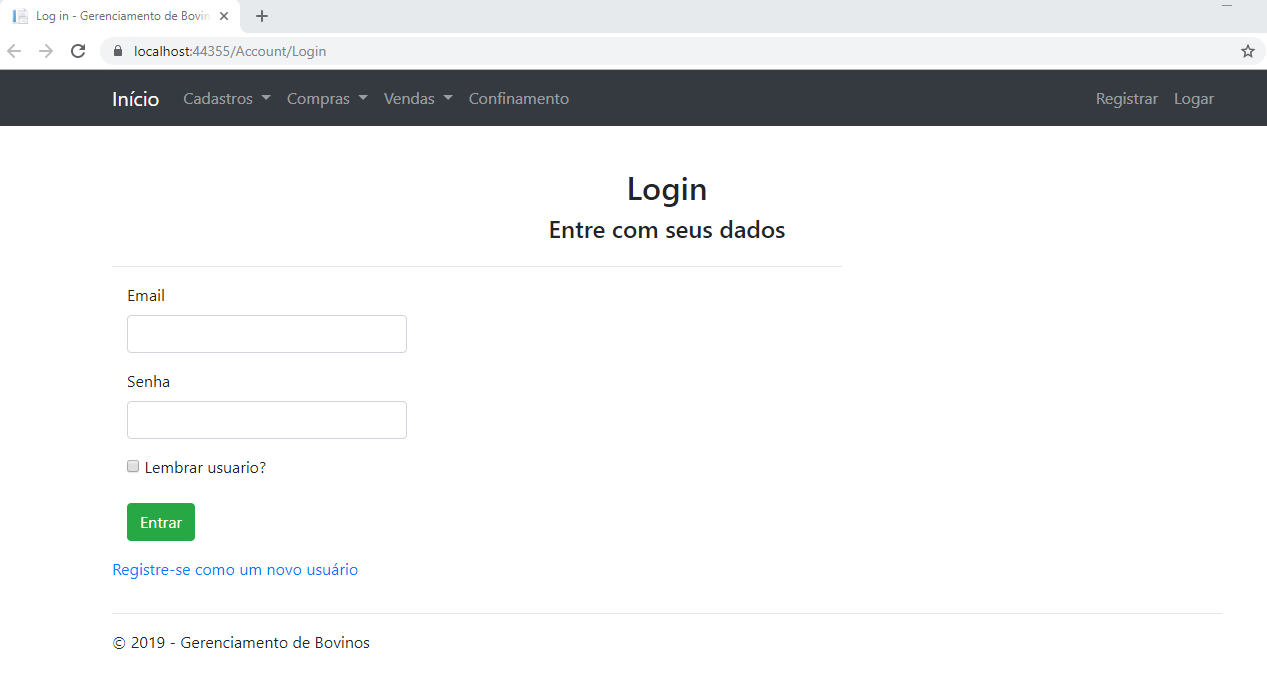 Log in - Gerenciamento de Bovin
localhost:44355/Account/Login
Início Cadastros Compras Vendas Confinamento Registrar Logar
Login
Entre com seus dados
Email
Senha
Lembrar usuario?
Entrar
Registre-se como um novo usuário
© 2019 - Gerenciamento de Bovinos